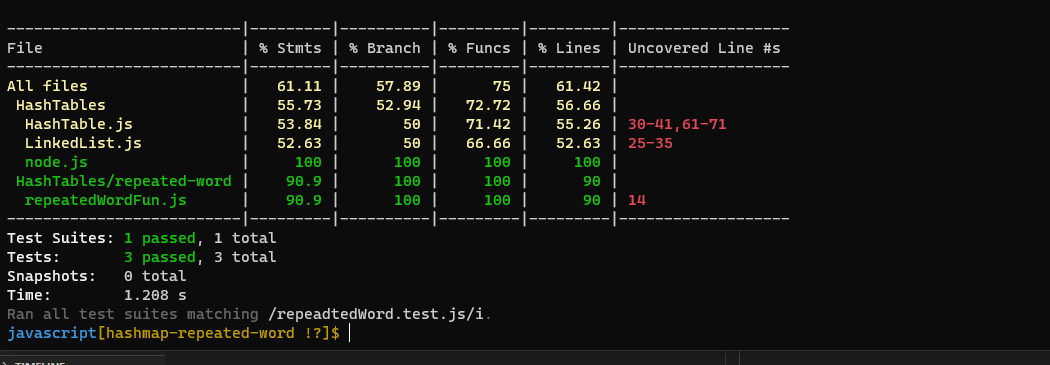 -------------------------|---------|----------|---------|---------|-------------------
File                     | % Stmts | % Branch | % Funcs | % Lines | Uncovered Line #s
-------------------------|---------|----------|---------|---------|-------------------
All files                |   61.11 |    57.89 |      75 |   61.42 |
 HashTables              |   55.73 |    52.94 |   72.72 |   56.66 |
  HashTable.js           |   53.84 |       50 |   71.42 |   55.26 | 30-41,61-71
  LinkedList.js          |   52.63 |       50 |   66.66 |   52.63 | 25-35
  node.js                |     100 |      100 |     100 |     100 |
 HashTables/repeated-word |    90.9 |      100 |     100 |      90 |
  repeatedWordFun.js     |    90.9 |      100 |     100 |      90 | 14
-------------------------|---------|----------|---------|---------|-------------------
Test Suites: 1 passed, 1 total
Tests:       3 passed, 3 total
Snapshots:   0 total
Time:        1.208 s
Ran all test suites matching /repeadtedWord.test.js/i.
javascript[hashmap-repeated-word !?]$
TIMELINE